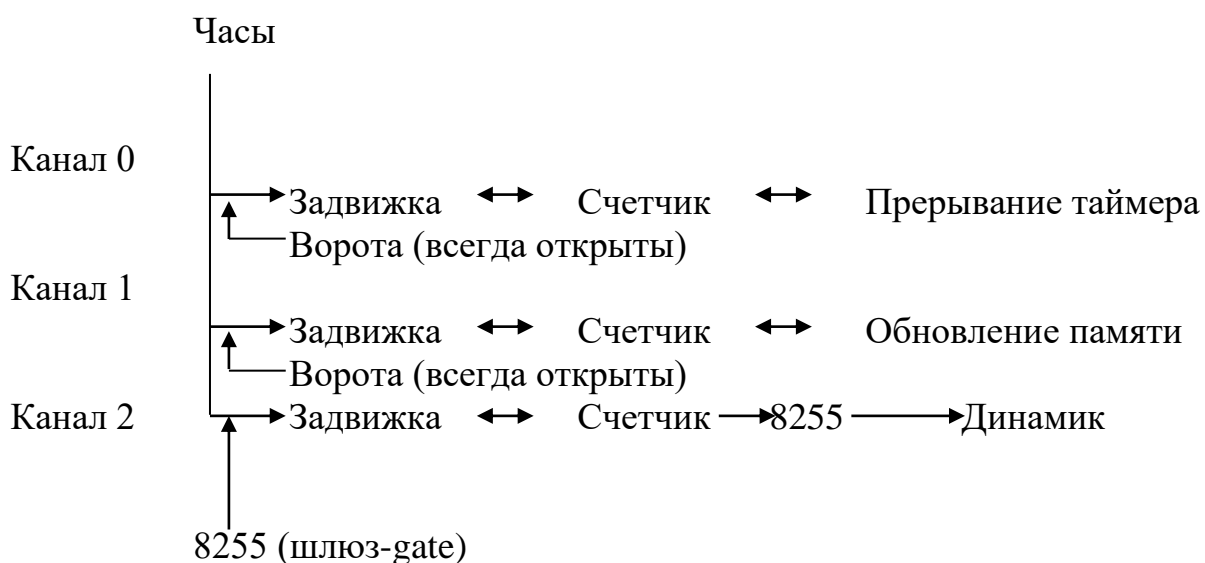 Часы
Канал 0
Задвижка Счетчик Прерывание таймера
Ворота (всегда открыты)
Канал 1
Задвижка Счетчик Обновление памяти
Ворота (всегда открыты)
Канал 2 Задвижка Счетчик 8255 Динамик
8255 (шлюз-gate)